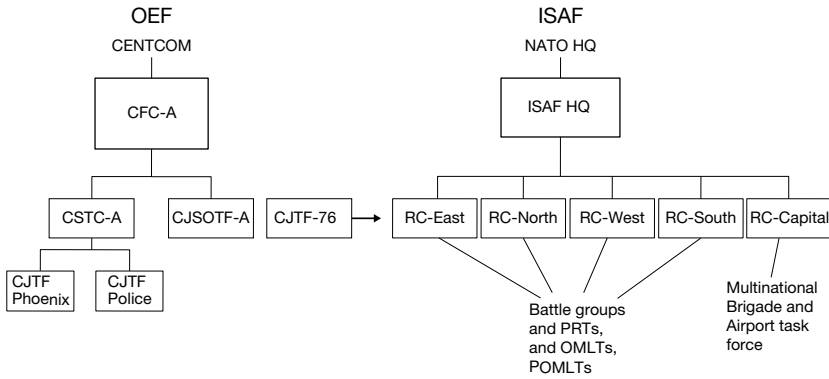 OEF
CENTCOM
CFC-A
CSTC-A
CJSOTF-A
CJTF
Phoenix
CJTF
Police
CJTF-76
ISAF
NATO HQ
ISAF HQ
RC-East
RC-North
RC-West
RC-South
RC-Capital
Battle groups
and PRTs,
and OMLTs,
POMLTs
Multinational
Brigade and
Airport task
force